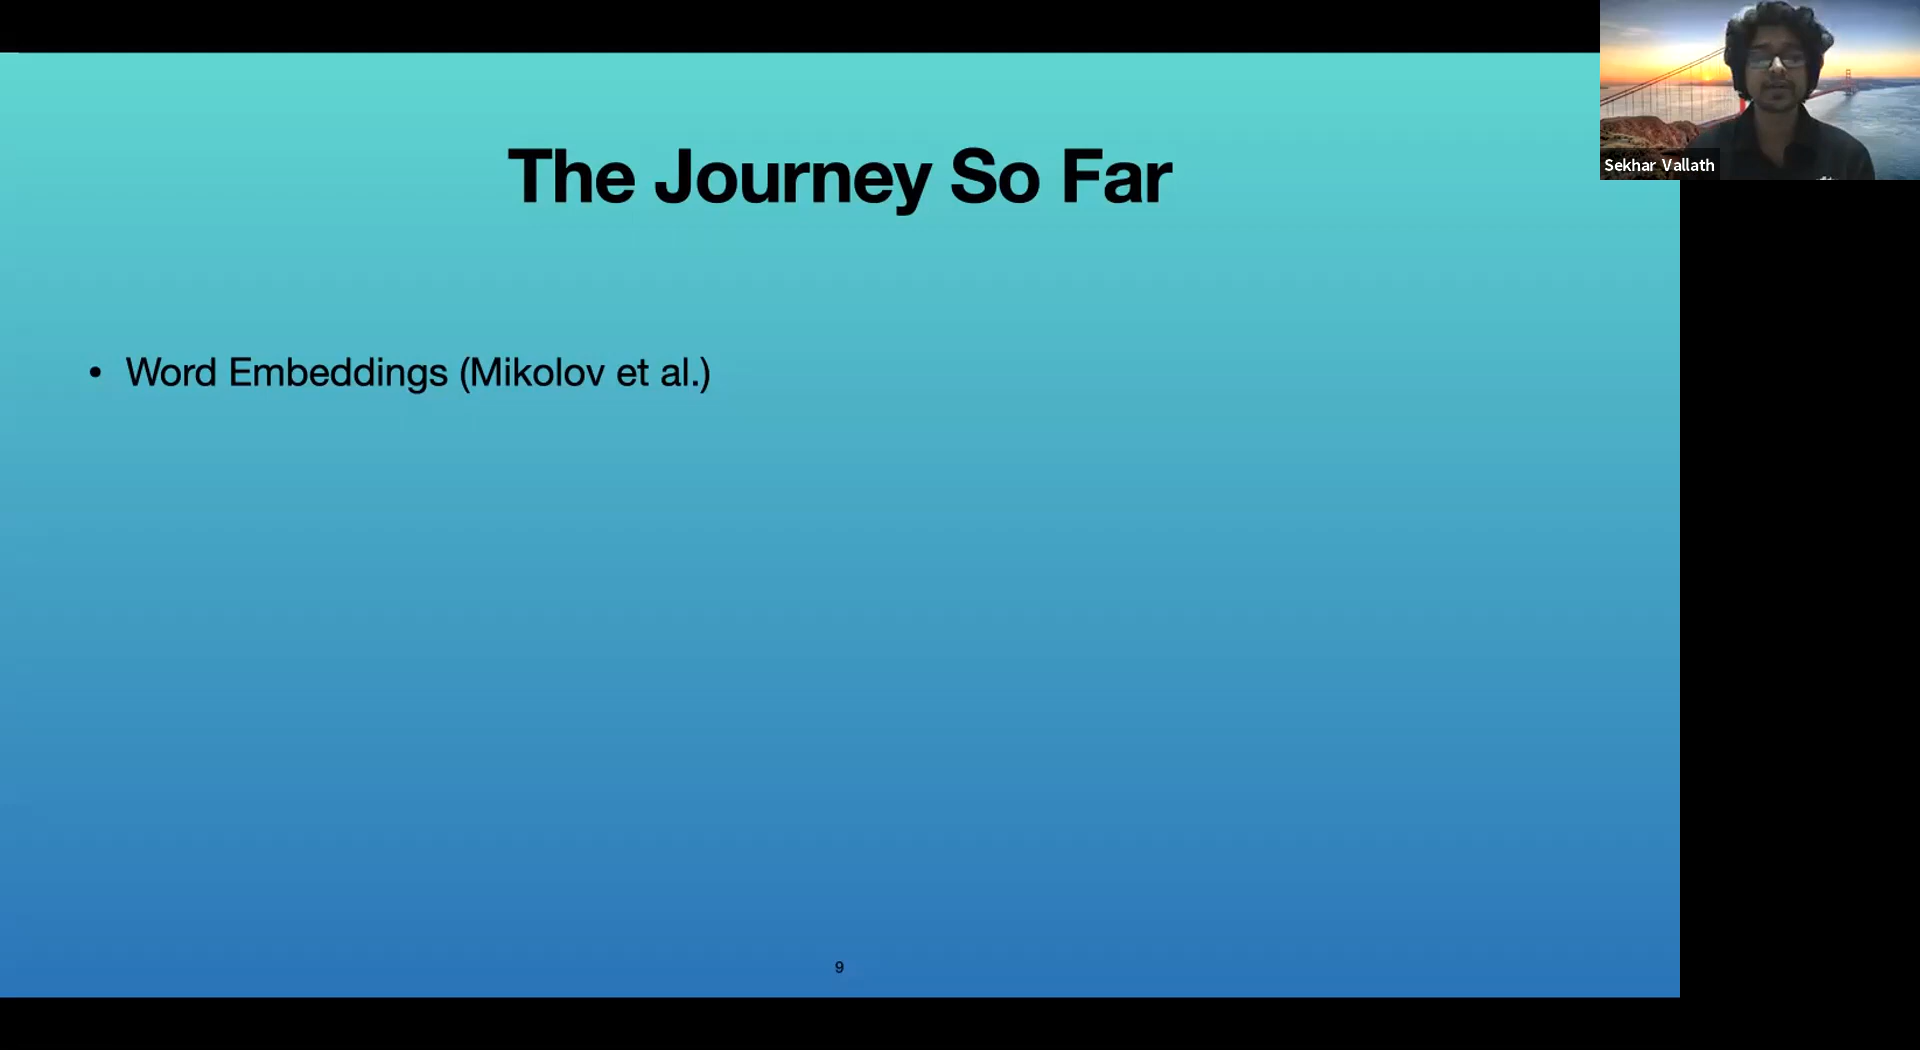 The Journey So Far
Sekhar Vallath
• Word Embeddings (Mikolov et al.)
9